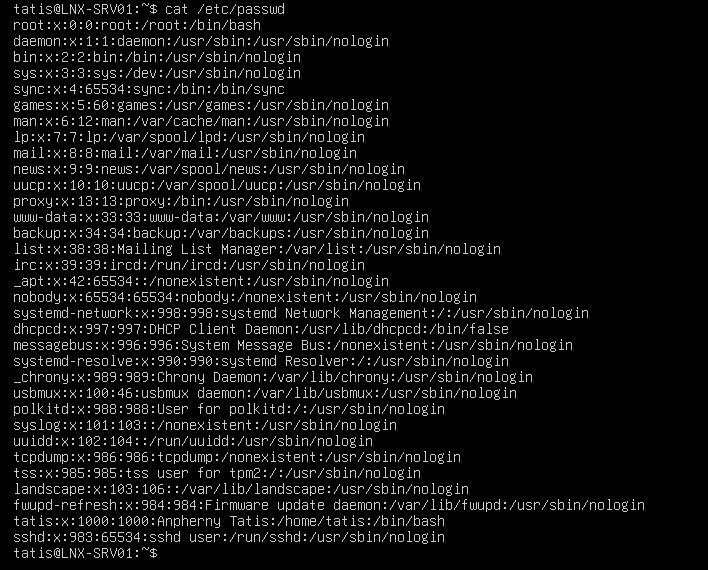 tatis@LNX-SRV01:~$ cat /etc/passwd
root:x:0:0:root:/root:/bin/bash
daemon:x:1:1:daemon:/usr/sbin:/usr/sbin/nologin
bin:x:2:2:bin:/bin:/usr/sbin/nologin
sys:x:3:3:sys:/dev:/usr/sbin/nologin
sync:x:4:65534:sync:/bin:/bin/sync
games:x:5:60:games:/usr/games:/usr/sbin/nologin
man:x:6:12:man:/var/cache/man:/usr/sbin/nologin
lp:x:7:7:lp:/var/spool/lpd:/usr/sbin/nologin
mail:x:8:8:mail:/var/mail:/usr/sbin/nologin
news:x:9:9:news:/var/spool/news:/usr/sbin/nologin
uucp:x:10:10:uucp:/var/spool/uucp:/usr/sbin/nologin
proxy:x:13:13:proxy:/bin:/usr/sbin/nologin
www-data:x:33:33:www-data:/var/www:/usr/sbin/nologin
backup:x:34:34:backup:/var/backups:/usr/sbin/nologin
list:x:38:38:Mailing List Manager:/var/list:/usr/sbin/nologin
irc:x:39:39:ircd:/run/ircd:/usr/sbin/nologin
_apt:x:42:65534::/nonexistent:/usr/sbin/nologin
nobody:x:65534:65534:nobody:/nonexistent:/usr/sbin/nologin
systemd-network:x:998:998:systemd Network Management:/:/usr/sbin/nologin
dhcpcd:x:997:997:DHCP Client Daemon:/usr/lib/dhcpcd:/bin/false
messagebus:x:996:996:System Message Bus:/nonexistent:/usr/sbin/nologin
systemd-resolve:x:990:990:systemd Resolver:/:/usr/sbin/nologin
_chrony:x:989:989:Chrony Daemon:/var/lib/chrony:/usr/sbin/nologin
usbmux:x:100:46:usbmux daemon:/var/lib/usbmux:/usr/sbin/nologin
polkitd:x:988:988:User for polkitd:/:/usr/sbin/nologin
syslog:x:101:103::/nonexistent:/usr/sbin/nologin
uuidd:x:102:104::/run/uuidd:/usr/sbin/nologin
tcpdump:x:986:986:tcpdump:/nonexistent:/usr/sbin/nologin
tss:x:985:985:tss user for tpm2:/:/usr/sbin/nologin
landscape:x:103:106::/var/lib/landscape:/usr/sbin/nologin
fwupd-refresh:x:984:984:Firmware update daemon:/var/lib/fwupd:/usr/sbin/nologin
tatis:x:1000:1000:Anpherny Tatis:/home/tatis:/bin/bash
sshd:x:983:65534:sshd user:/run/sshd:/usr/sbin/nologin
tatis@LNX-SRV01:~$